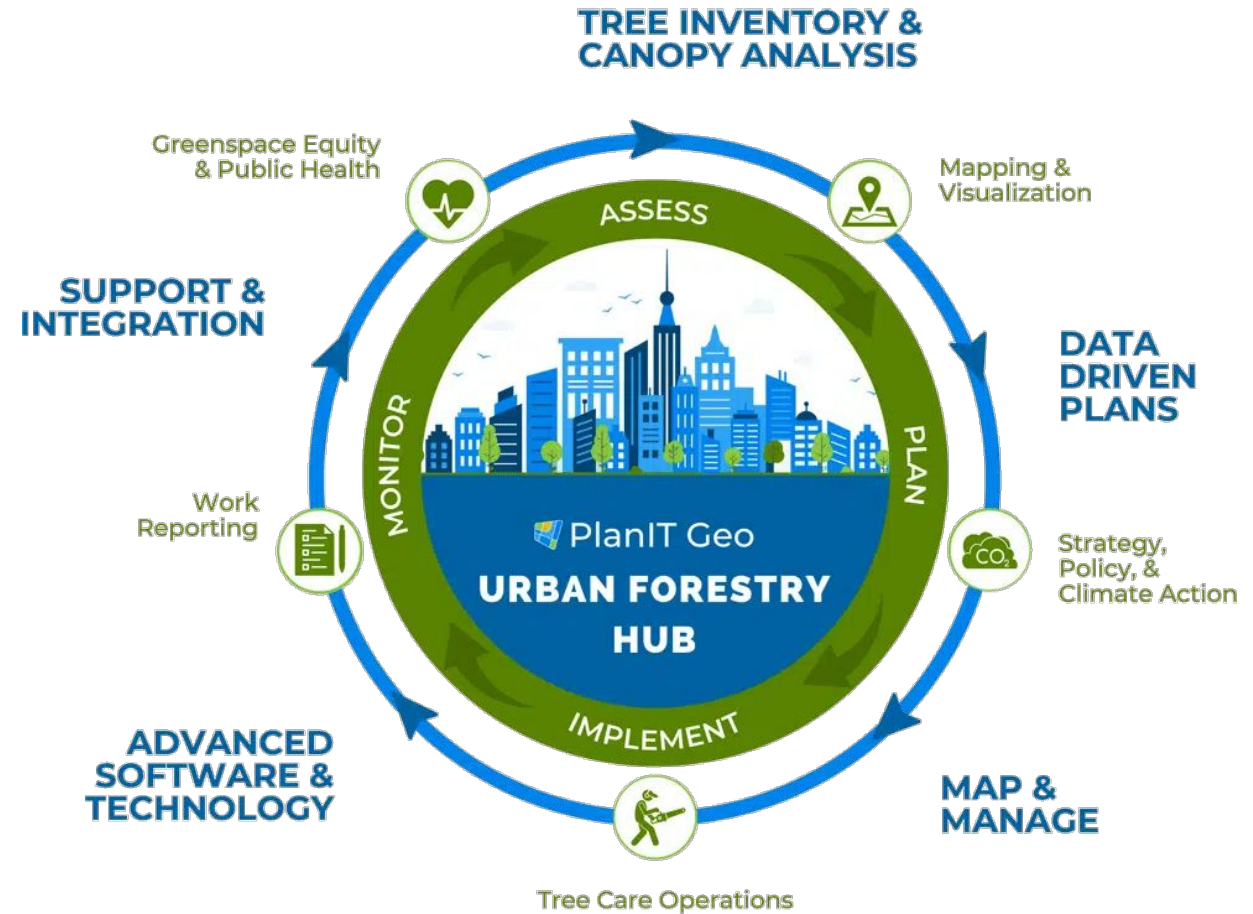 TREE INVENTORY &
CANOPY ANALYSIS
Greenspace Equity
& Public Health
Mapping &
Visualization
ASSESS
SUPPORT &
INTEGRATION
DATA
DRIVEN
PLANS
MONITOR
PLAN
Work
Reporting
PlanIT Geo
URBAN FORESTRY
HUB
CO₂
Strategy,
Policy, &
Climate Action
IMPLEMENT
ADVANCED
SOFTWARE &
TECHNOLOGY
MAP &
MANAGE
Tree Care Operations